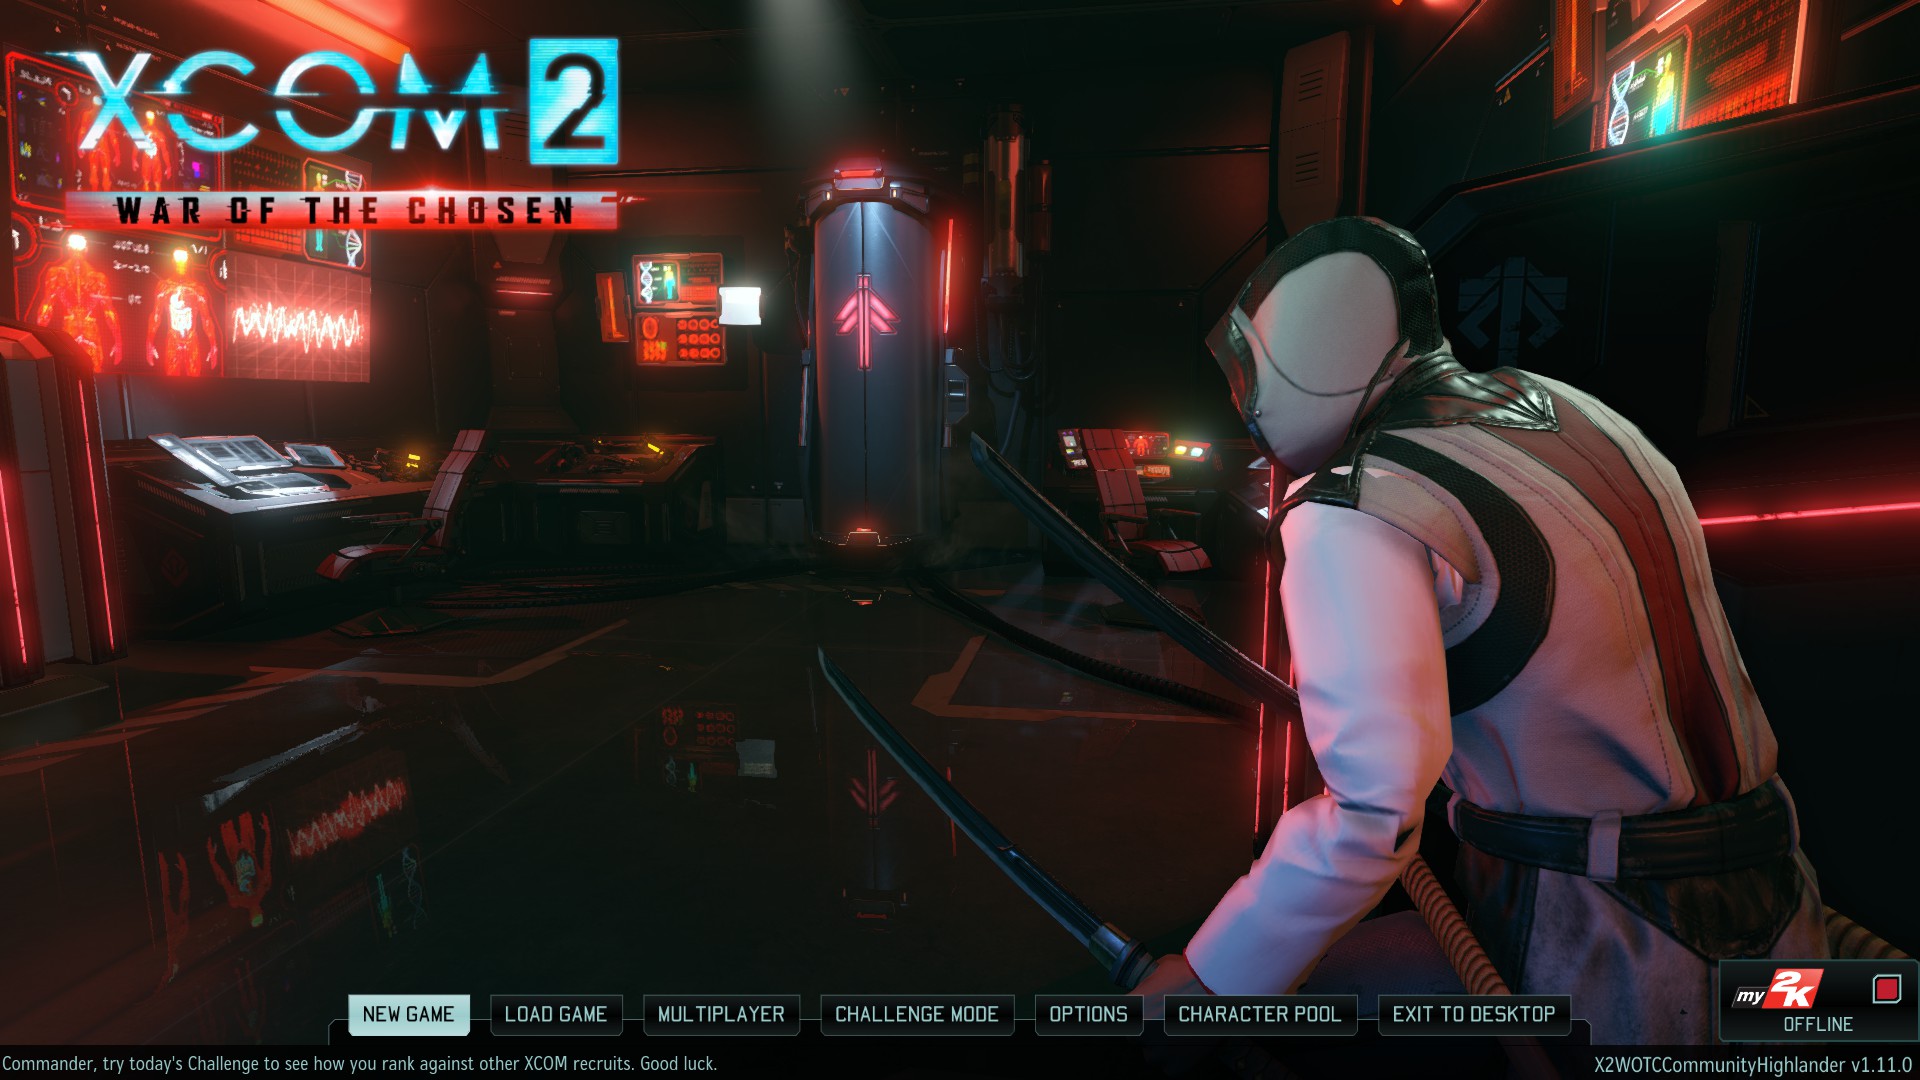 XCOM 2
WAR OF THE CHOSEN
NEW GAME
LOAD GAME
MULTIPLAYER
CHALLENGE MODE
OPTIONS
CHARACTER POOL
EXIT TO DESKTOP
my2K
OFFLINE
Commander, try today's Challenge to see how you rank against other XCOM recruits. Good luck.
X2WOTCCommunityHighlander v1.11.0